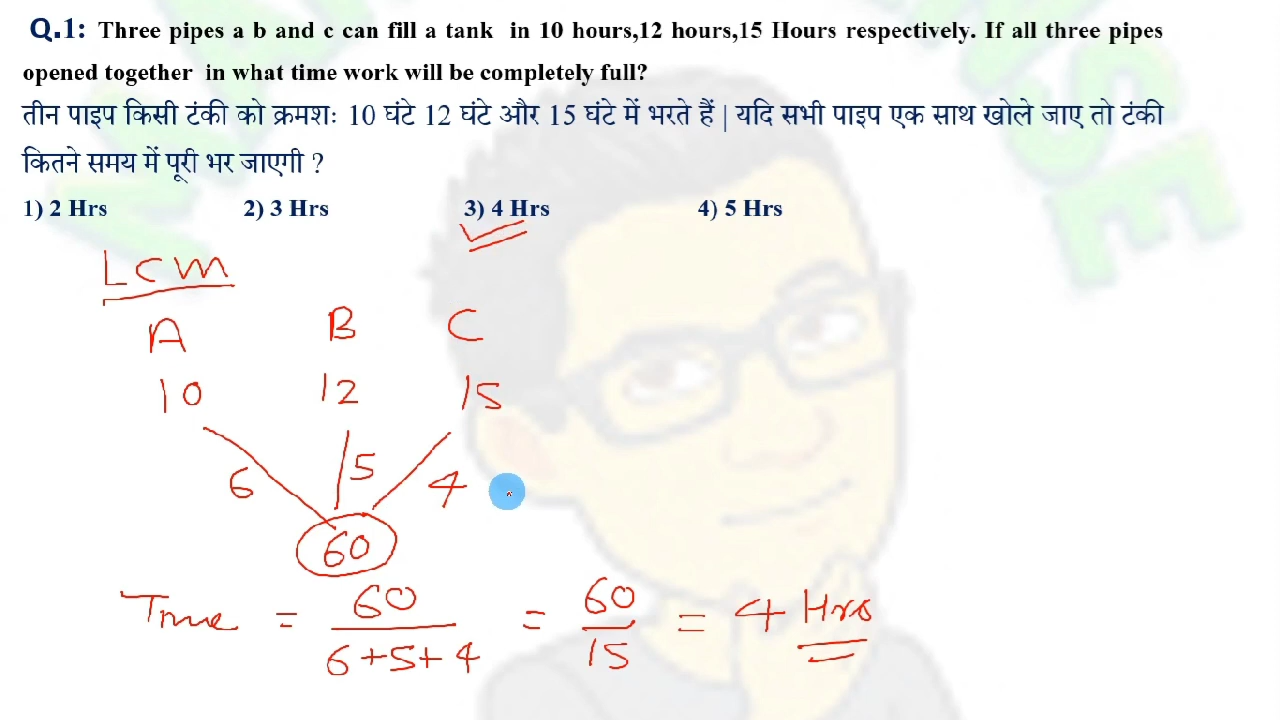 Q.1: Three pipes a b and c can fill a tank in 10 hours,12 hours,15 Hours respectively. If all three pipes
opened together in what time work will be completely full?
तीन पाइप किसी टंकी को क्रमशः 10 घंटे 12 घंटे और 15 घंटे में भरते हैं | यदि सभी पाइप एक साथ खोले जाए तो टंकी
कितने समय में पूरी भर जाएगी ?
1) 2 Hrs 2) 3 Hrs 3) 4 Hrs 4) 5 Hrs
LCM
A B C
10 12 15
6 5 4
60
Time = 60 / 6+5+4 = 60 / 15 = 4 Hrs